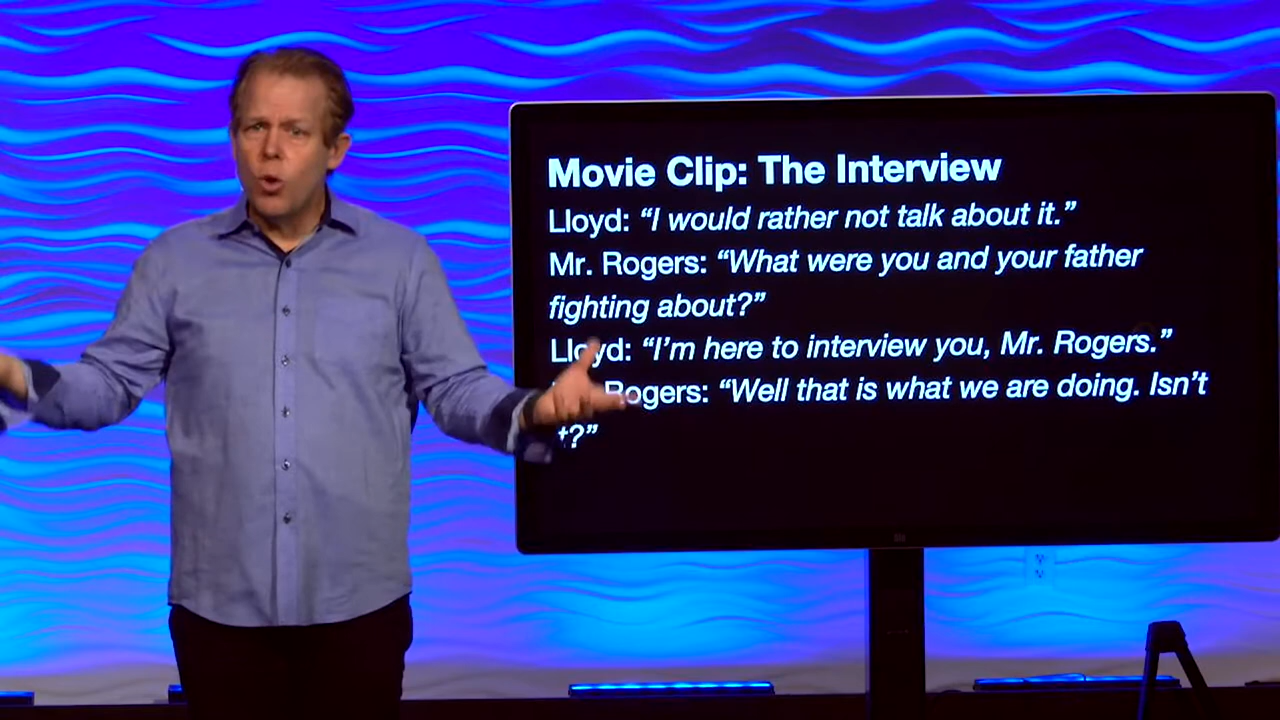 Movie Clip: The Interview
Lloyd: “I would rather not talk about it.”
Mr. Rogers: “What were you and your father
fighting about?”
Lloyd: “I’m here to interview you, Mr. Rogers.”
Rogers: “Well that is what we are doing. Isn’t
it?”